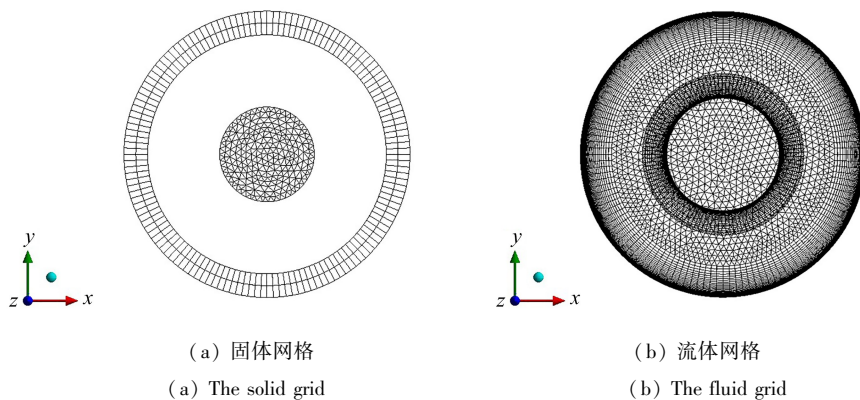 y
z
x
y
z
x
(a) 固体网格
(a) The solid grid
(b) 流体网格
(b) The fluid grid